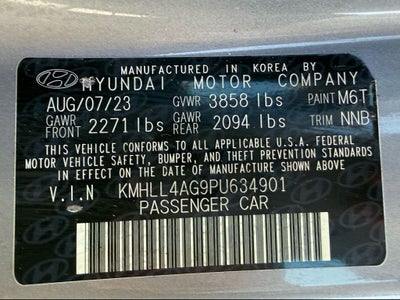 MANUFACTURED IN KOREA BY
HYUNDAI MOTOR COMPANY
AUG/07/23 GVWR 3858 lbs PAINT M6T
GAWR FRONT 2271 lbs GAWR REAR 2094 lbs TRIM NNB
THIS VEHICLE CONFORMS TO ALL APPLICABLE U.S.A. FEDERAL
MOTOR VEHICLE SAFETY, BUMPER, AND THEFT PREVENTION STANDARDS
IN EFFECT ON THE DATE OF MANUFACTURE SHOWN ABOVE
V.I.N KMHLL4AG9PU634901
PASSENGER CAR